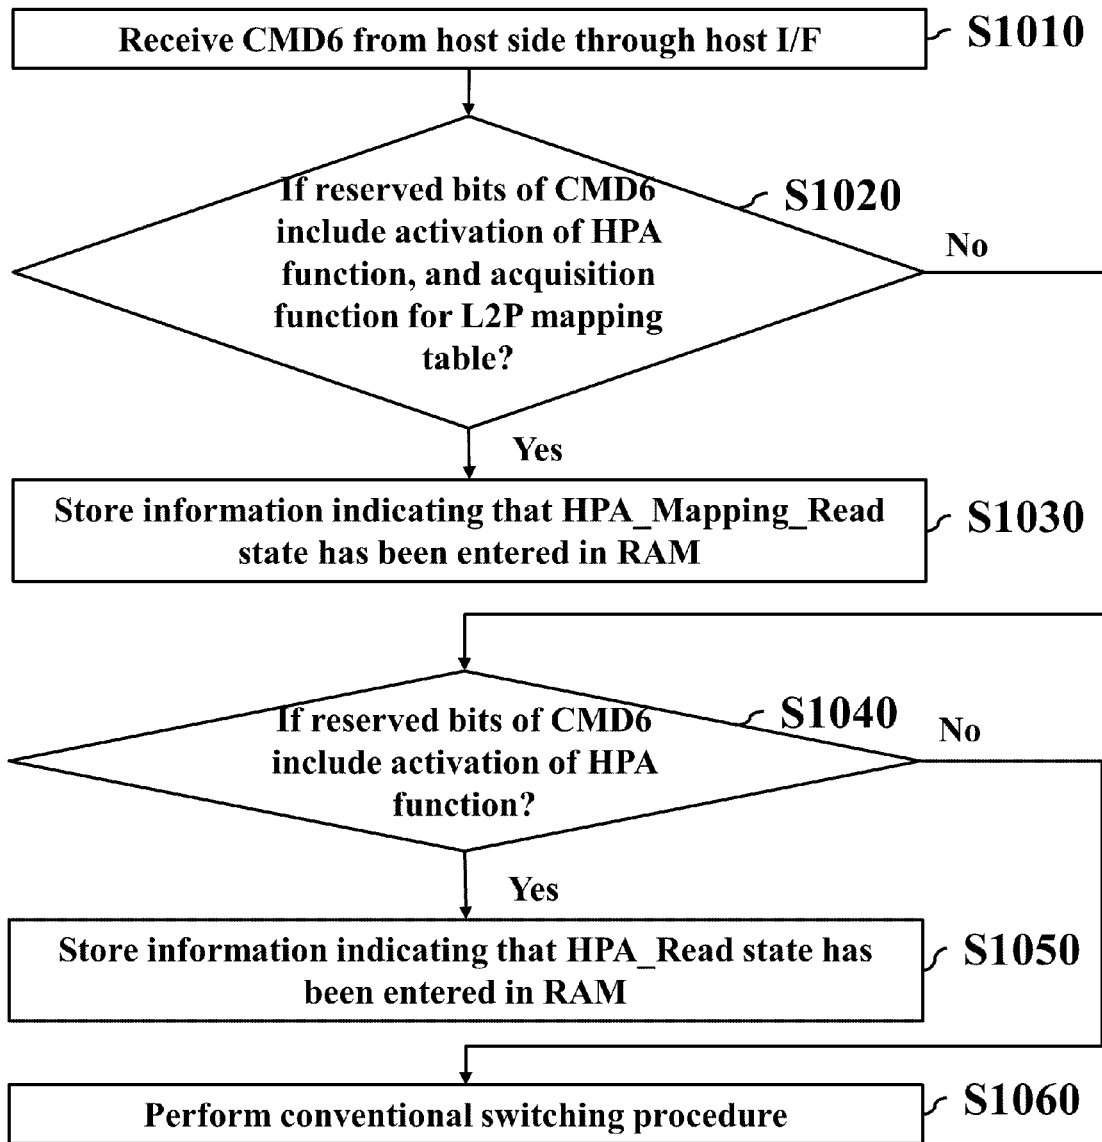 Receive CMD6 from host side through host I/F
S1010
If reserved bits of CMD6
include activation of HPA
function, and acquisition
function for L2P mapping
table?
S1020
No
Yes
Store information indicating that HPA_Mapping_Read
state has been entered in RAM
S1030
If reserved bits of CMD6
include activation of HPA
function?
S1040
No
Yes
Store information indicating that HPA_Read state has
been entered in RAM
S1050
Perform conventional switching procedure
S1060